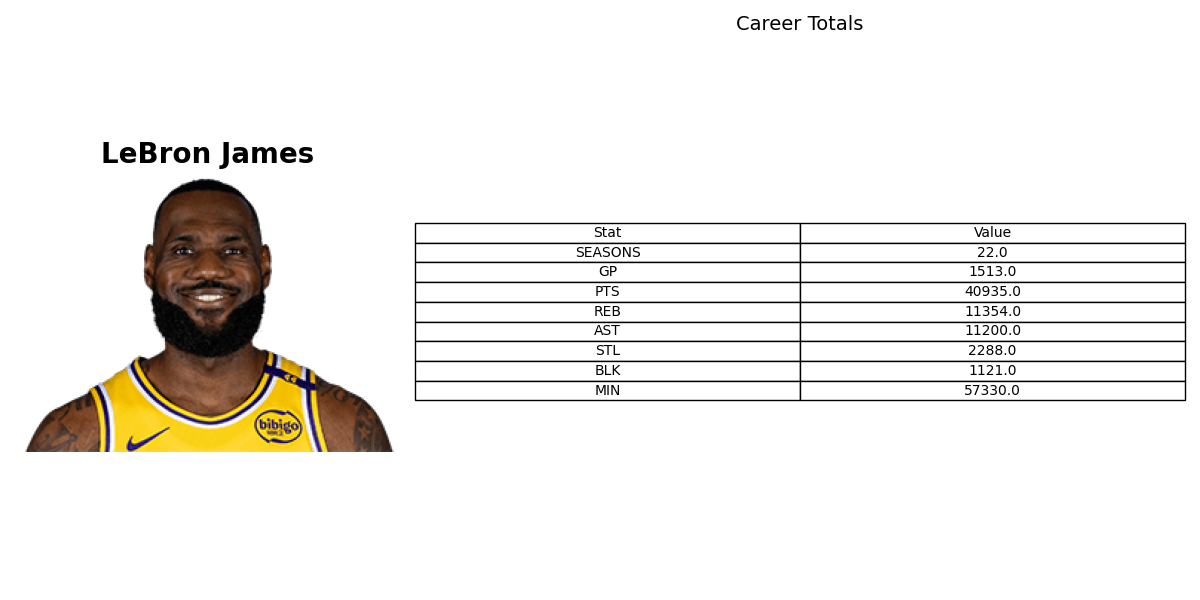 Career Totals
LeBron James
Stat Value
SEASONS 22.0
GP 1513.0
PTS 40935.0
REB 11354.0
AST 11200.0
STL 2288.0
BLK 1121.0
MIN 57330.0
bibigo